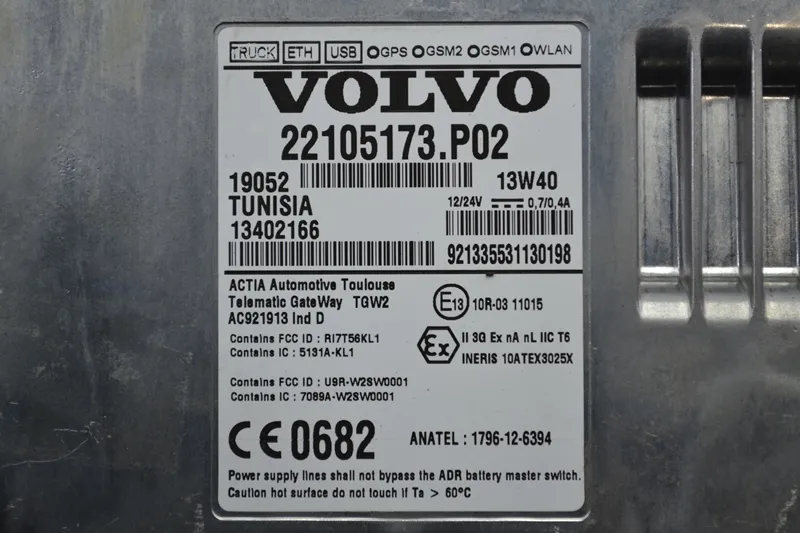 TRUCK ETH USB GPS GSM2 GSM1 WLAN
VOLVO
22105173.P02
19052 13W40
TUNISIA 12/24V 0,7/0,4A
13402166
921335531130198
ACTIA Automotive Toulouse
Telematic GateWay TGW2
AC921913 Ind D
E13 10R-03 11015
Contains FCC ID : RI7T56KL1
Contains IC : 5131A-KL1
Ex II 3G Ex nA nL IIC T6
INERIS 10ATEX3025X
Contains FCC ID : U9R-W2SW0001
Contains IC : 7089A-W2SW0001
CE 0682 ANATEL : 1796-12-6394
Power supply lines shall not bypass the ADR battery master switch.
Caution hot surface do not touch if Ta > 60°C